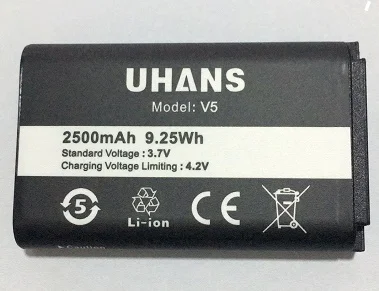 UHANS
Model: V5
2500mAh 9.25Wh
Standard Voltage : 3.7V
Charging Voltage Limiting : 4.2V
5
Li-ion
CE
Caution